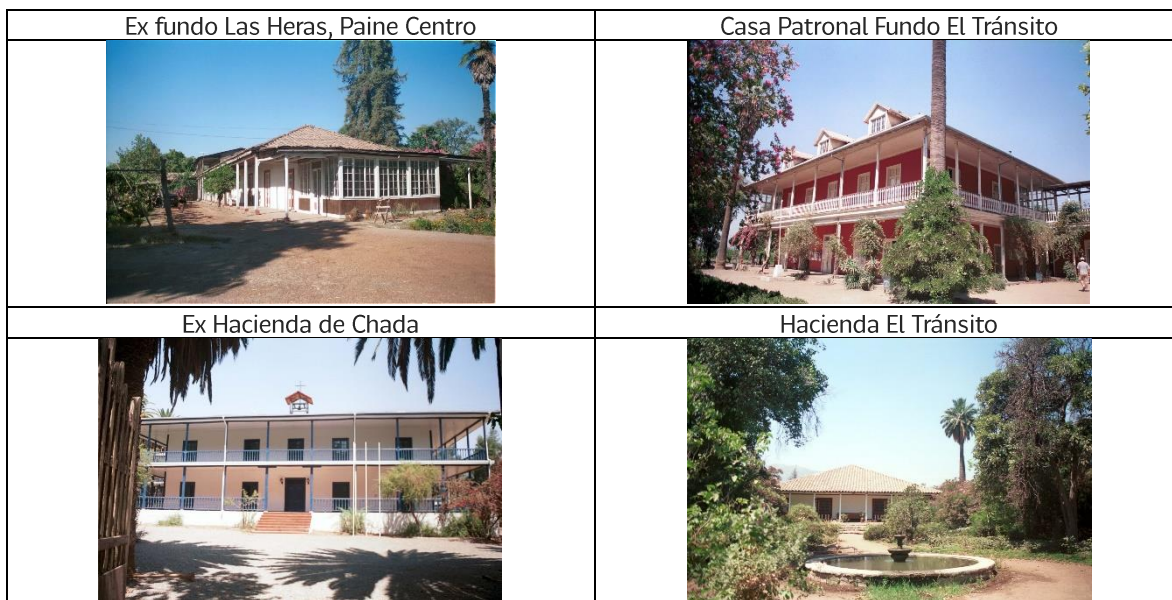 Ex fundo Las Heras, Paine Centro
Casa Patronal Fundo El Tránsito
Ex Hacienda de Chada
Hacienda El Tránsito